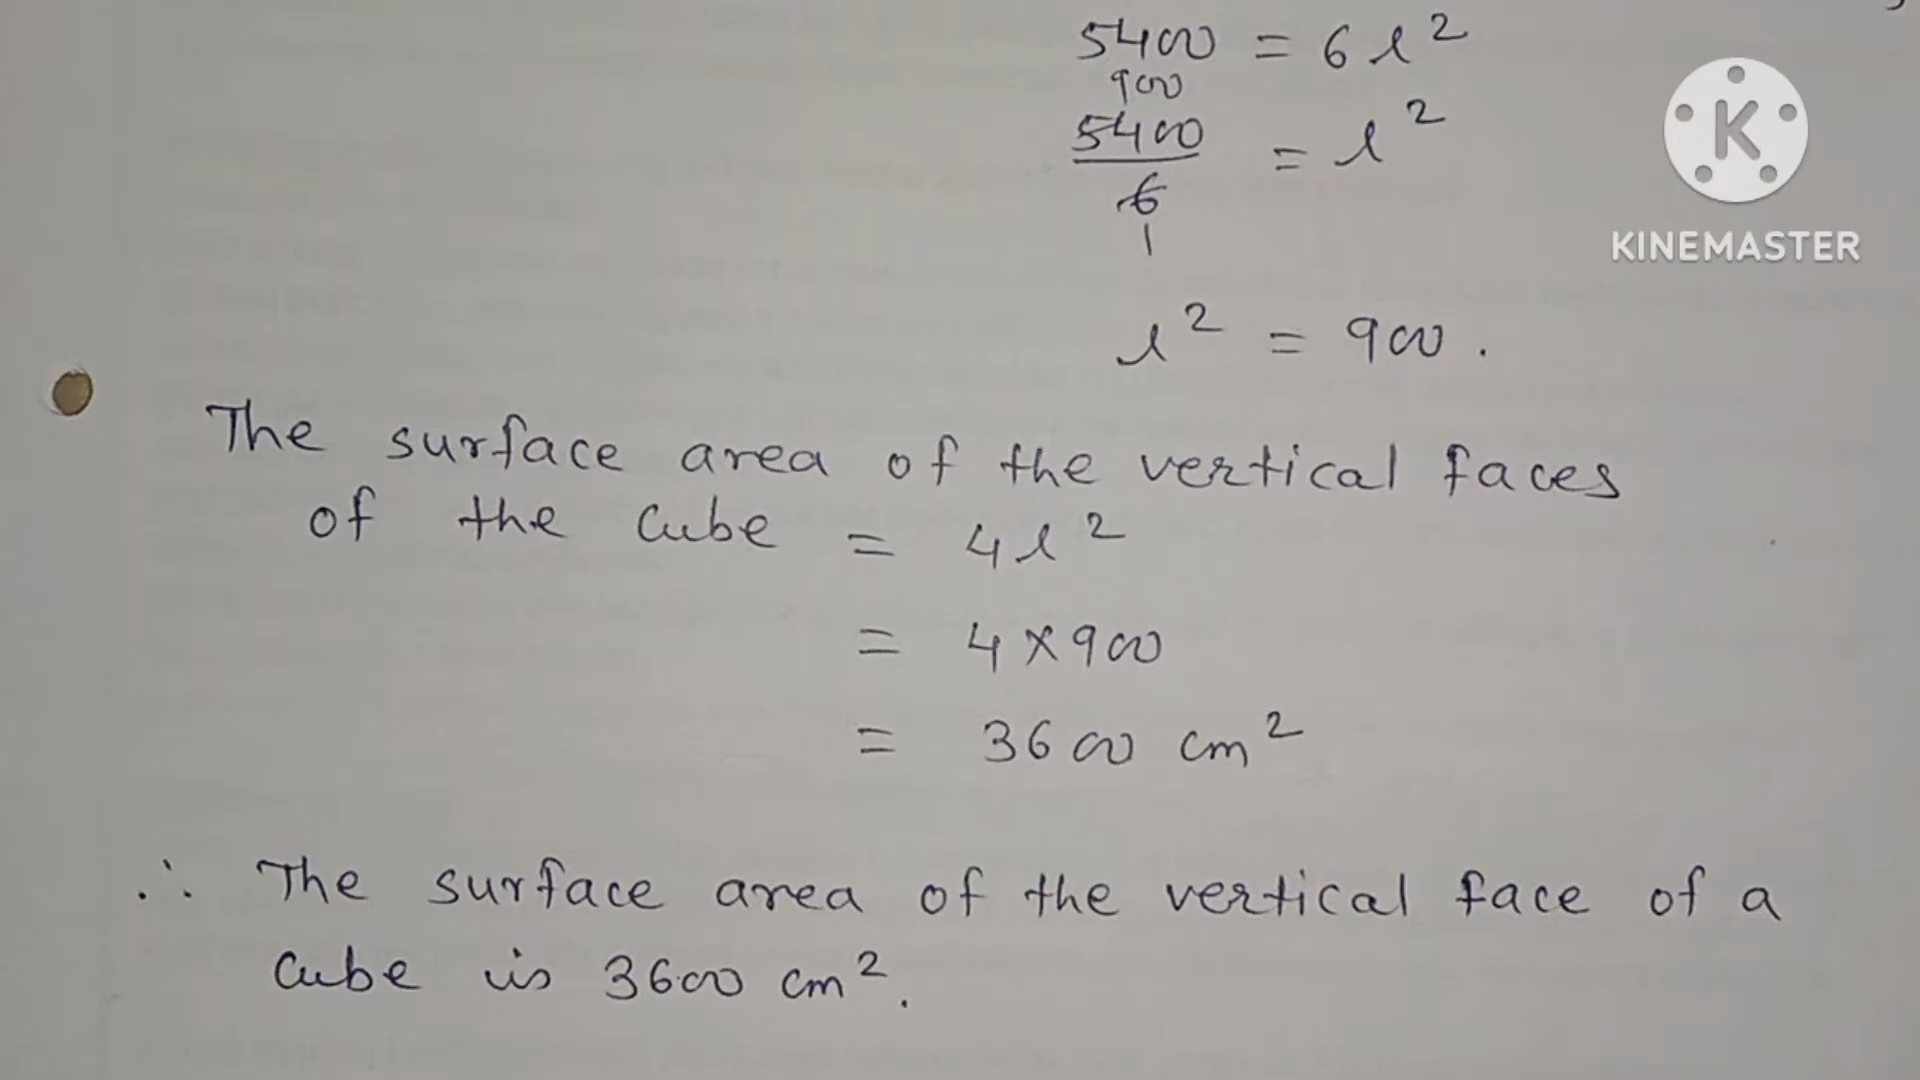 5400 = 6l²
900
5400
6
= l²
1
l² = 900.
The surface area of the vertical faces
of the cube = 4l²
= 4×900
= 3600 cm²
∴ The surface area of the vertical face of a
cube is 3600 cm².
K
KINEMASTER